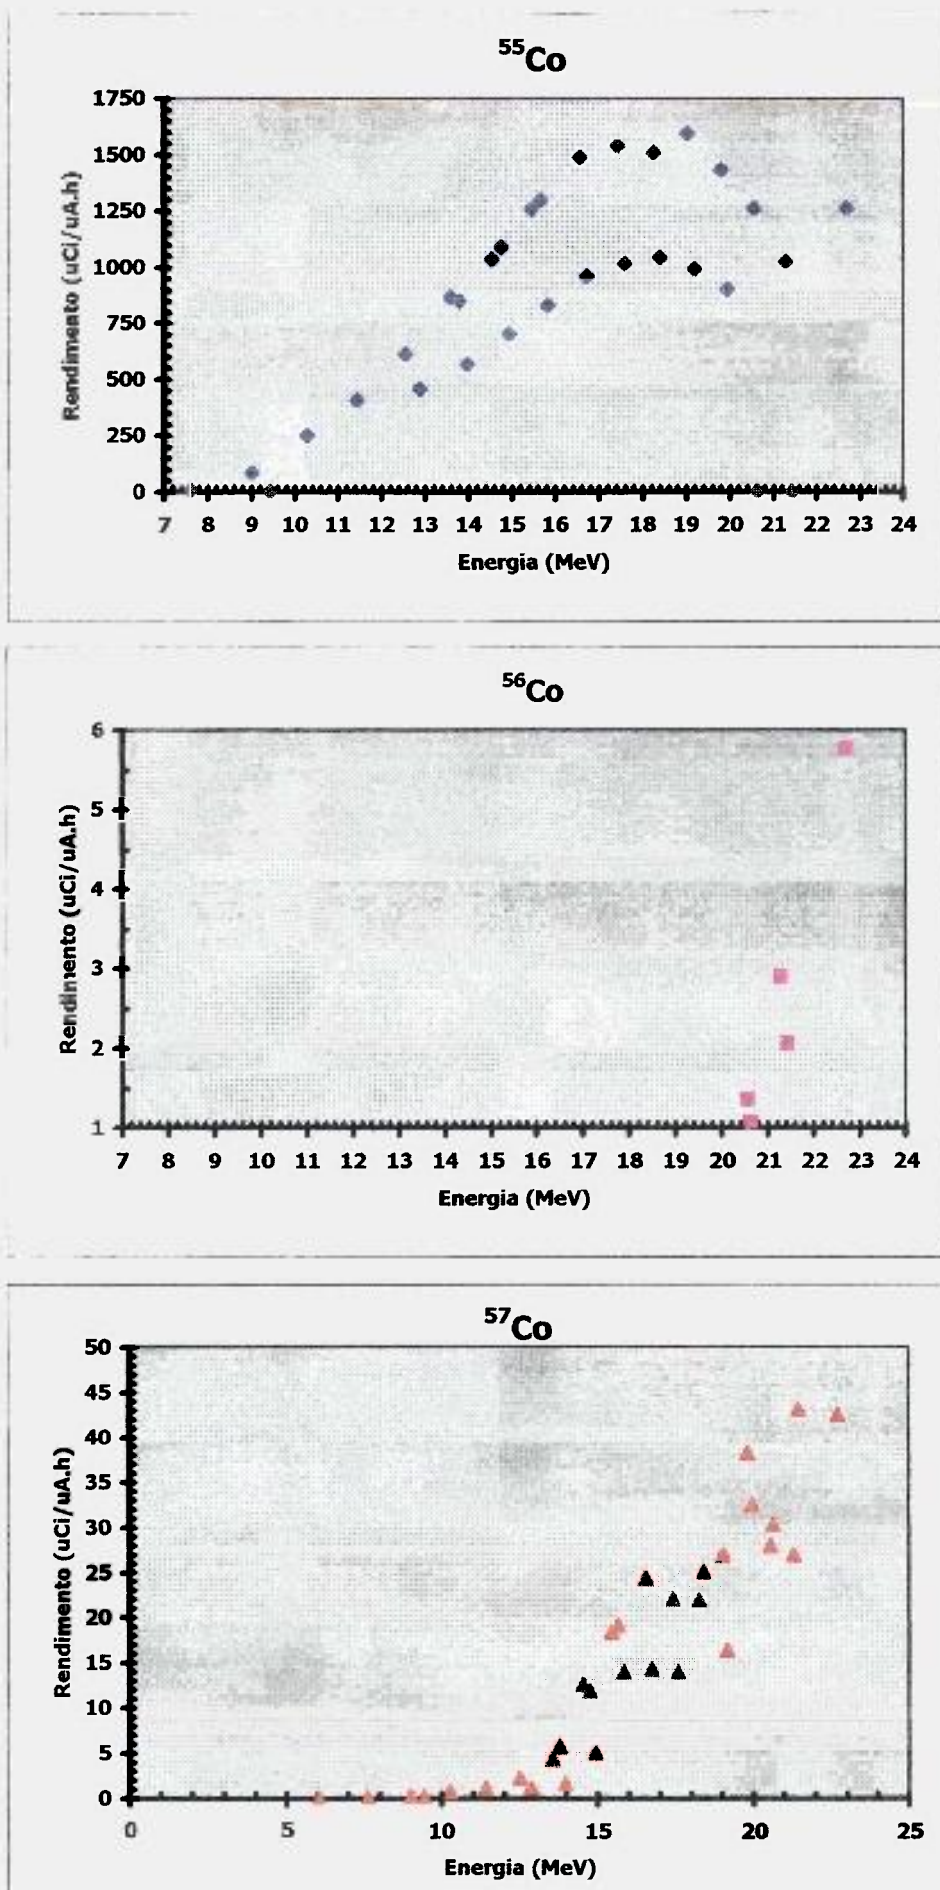 55Co
Rendimento (uCi/uA.h)
1750
1500
1250
1000
750
500
250
0
7 8 9 10 11 12 13 14 15 16 17 18 19 20 21 22 23 24
Energia (MeV)
56Co
Rendimento (uCi/uA.h)
6
5
4
3
2
1
7 8 9 10 11 12 13 14 15 16 17 18 19 20 21 22 23 24
Energia (MeV)
57Co
Rendimento (uCi/uA.h)
50
45
40
35
30
25
20
15
10
5
0
0 5 10 15 20 25
Energia (MeV)